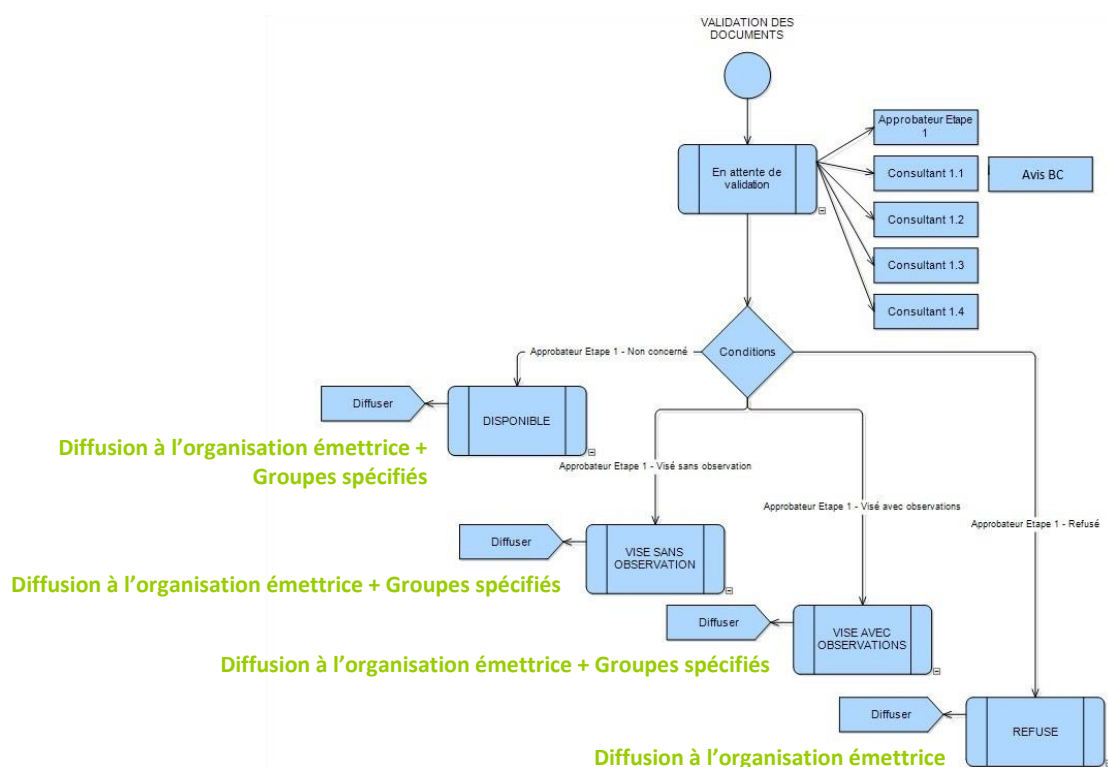 VALIDATION DES
DOCUMENTS
Approbateur Etape
1
En attente de
validation
Consultant 1.1
Avis BC
Consultant 1.2
Consultant 1.3
Consultant 1.4
Conditions
Approbateur Etape 1 - Non concerné
Diffuser
DISPONIBLE
Diffusion à l'organisation émettrice +
Groupes spécifiés
Approbateur Etape 1 - Visé sans observation
Approbateur Etape 1 - Visé avec observations
Approbateur Etape 1 - Refusé
Diffuser
VISE SANS
OBSERVATION
Diffusion à l'organisation émettrice + Groupes spécifiés
Diffuser
VISE AVEC
OBSERVATIONS
Diffusion à l'organisation émettrice + Groupes spécifiés
Diffuser
REFUSE
Diffusion à l'organisation émettrice